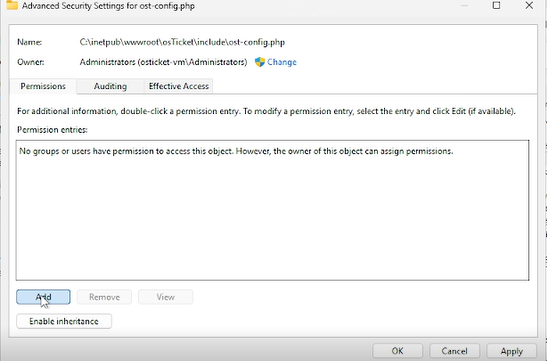 Advanced Security Settings for ost-config.php
Name: C:\inetpub\wwwroot\osTicket\include\ost-config.php
Owner: Administrators (osticket-vm\Administrators) Change
Permissions Auditing Effective Access
For additional information, double-click a permission entry. To modify a permission entry, select the entry and click Edit (if available).
Permission entries:
No groups or users have permission to access this object. However, the owner of this object can assign permissions.
Add Remove View
Enable inheritance
OK Cancel Apply